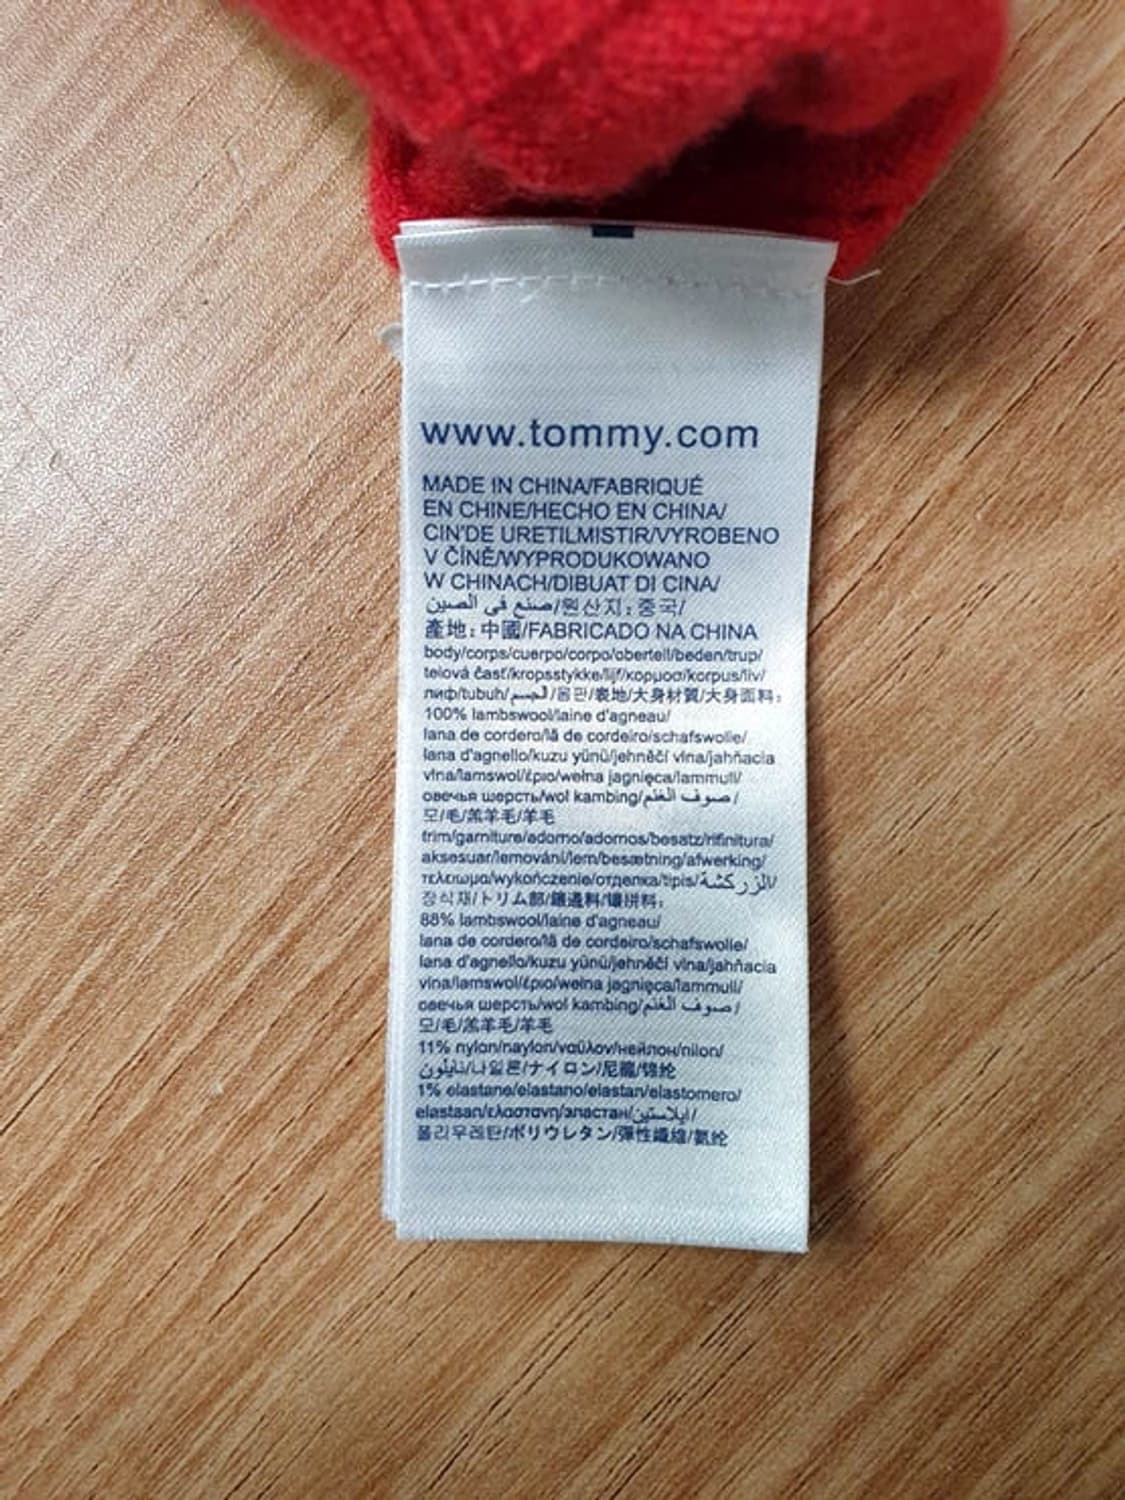 www.tommy.com
MADE IN CHINA/FABRIQUÉ
EN CHINE/HECHO EN CHINA/
CIN'DE URETILMISTIR/VYROBENO
V ČÍNĚ/WYPRODUKOWANO
W CHINACH/DIBUAT DI CINA/
صنع في الصين/원산지: 중국/
產地: 中國/FABRICADO NA CHINA
body/corps/cuerpo/corpo/oberteil/beden/trup/
telová časť/kropsstykke/lijf/κορμοσ/korpus/liv/
лиф/tubuh/الجسم/몸판/表地/大身材質/大身面料:
100% lambswool/laine d'agneau/
lana de cordero/lã de cordeiro/schafswolle/
lana d'agnello/kuzu yünü/jehněčí vlna/jahňacia
vlna/lamswol/έριο/wełna jagnięca/lammull/
овечья шерсть/wol kambing/صوف الغنم/
모/毛/羔羊毛/羊毛
trim/garniture/adorno/adornos/besatz/rifinitura/
aksesuar/lemování/lem/besætning/afwerking/
τελειωμα/wykończenie/отделка/tipis/الزركشة/
장식재/トリム部/鑲邊料/镶拼料:
88% lambswool/laine d'agneau/
lana de cordero/lã de cordeiro/schafswolle/
lana d'agnello/kuzu yünü/jehněčí vlna/jahňacia
vlna/lamswol/έριο/wełna jagnięca/lammull/
овечья шерсть/wol kambing/صوف الغنم/
모/毛/羔羊毛/羊毛
11% nylon/naylon/ναΰλον/нейлон/nilon/
نايلون/나일론/ナイロン/尼龍/锦纶
1% elastane/elastano/elastan/elastomero/
elastaan/ελαστανη/эластан/ايلاستين/
폴리우레탄/ポリウレタン/彈性纖維/氨纶